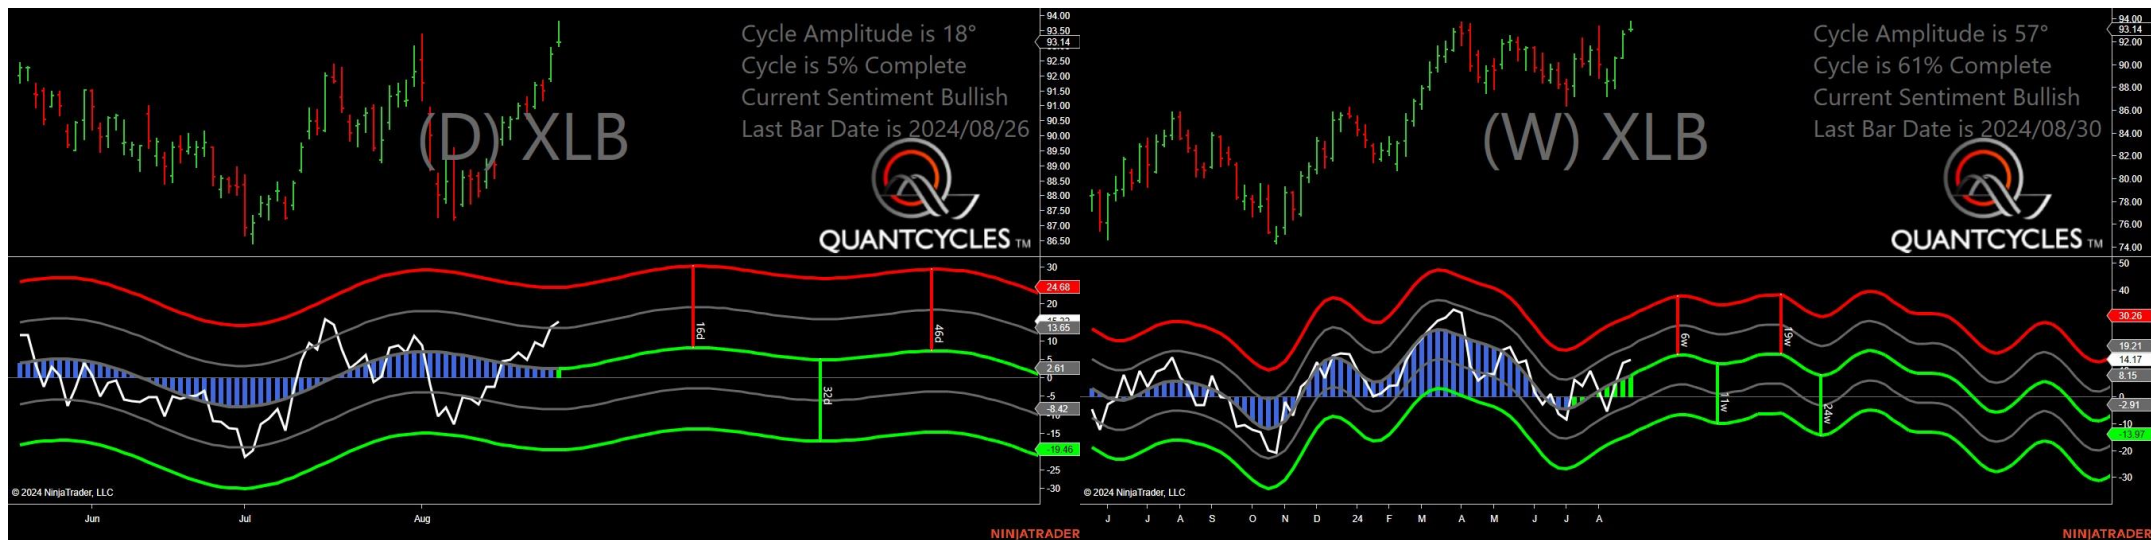 Cycle Amplitude is 18°
Cycle is 5% Complete
Current Sentiment Bullish
Last Bar Date is 2024/08/26
(D) XLB
QUANTCYCLES TM
94.00
93.50
93.14
92.50
92.00
91.50
91.00
90.50
90.00
89.50
89.00
88.50
88.00
87.50
87.00
86.50
30
24.68
20
13.65
10
5
2.61
0
-5
-8.42
-19.46
-25
-30
16d
32d
46d
© 2024 NinjaTrader, LLC
Jun
Jul
Aug
NINJATRADER
Cycle Amplitude is 57°
Cycle is 61% Complete
Current Sentiment Bullish
Last Bar Date is 2024/08/30
(W) XLB
QUANTCYCLES TM
94.00
93.14
92.00
90.00
88.00
86.00
84.00
82.00
80.00
78.00
76.00
74.00
50
40
30.26
19.21
14.17
8.15
0
-2.91
-10
-13.97
-20
-30
6w
11w
19w
24w
© 2024 NinjaTrader, LLC
J
J
A
S
O
N
D
24
F
M
A
M
J
J
A
NINJATRADER